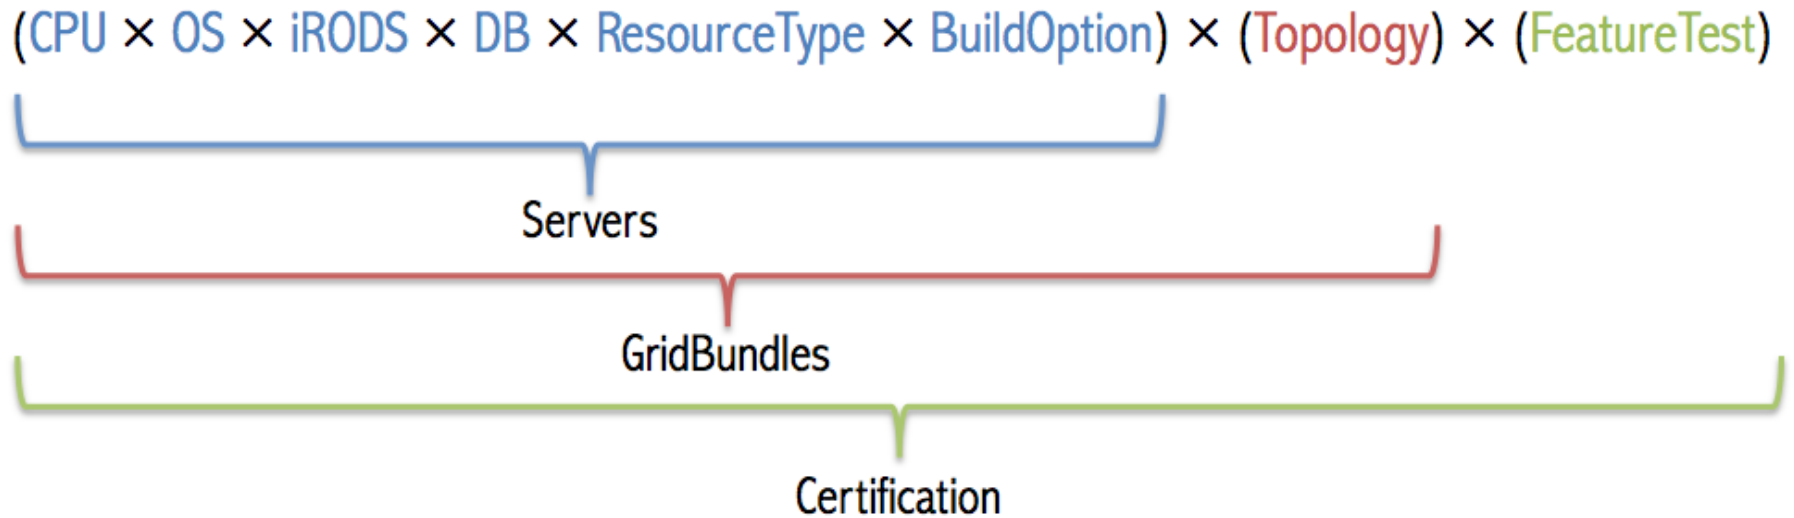 (CPU × OS × iRODS × DB × ResourceType × BuildOption) × (Topology) × (FeatureTest)
Servers
GridBundles
Certification